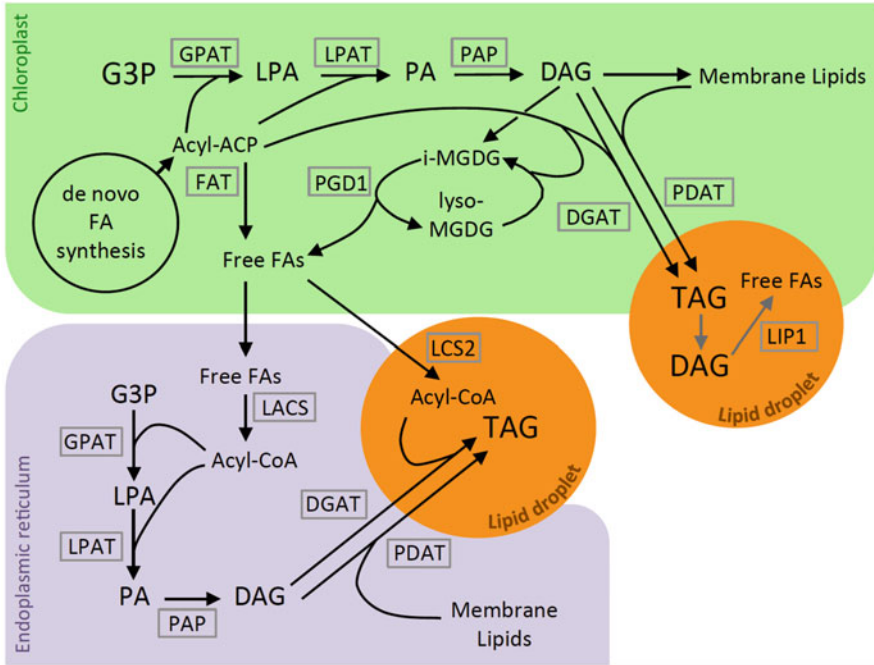 Chloroplast
GPAT
LPAT
PAP
G3P
LPA
PA
DAG
Membrane Lipids
Acyl-ACP
FAT
de novo
FA
synthesis
PGD1
i-MGDG
lyso-
MGDG
DGAT
PDAT
Free FAs
TAG
Free FAs
LIP1
DAG
Lipid droplet
Endoplasmic reticulum
Free FAs
LACS
LCS2
Acyl-CoA
TAG
Lipid droplet
G3P
GPAT
Acyl-CoA
LPA
LPAT
DGAT
PDAT
PA
PAP
DAG
Membrane
Lipids